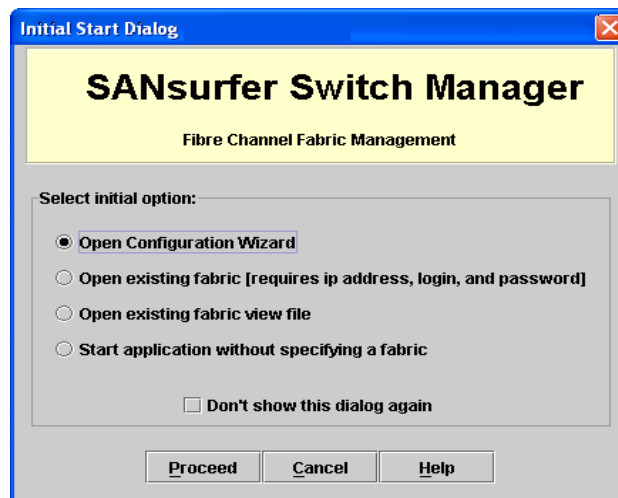 Initial Start Dialog
SANsurfer Switch Manager
Fibre Channel Fabric Management
Select initial option:
Open Configuration Wizard
Open existing fabric [requires ip address, login, and password]
Open existing fabric view file
Start application without specifying a fabric
Don't show this dialog again
Proceed Cancel Help